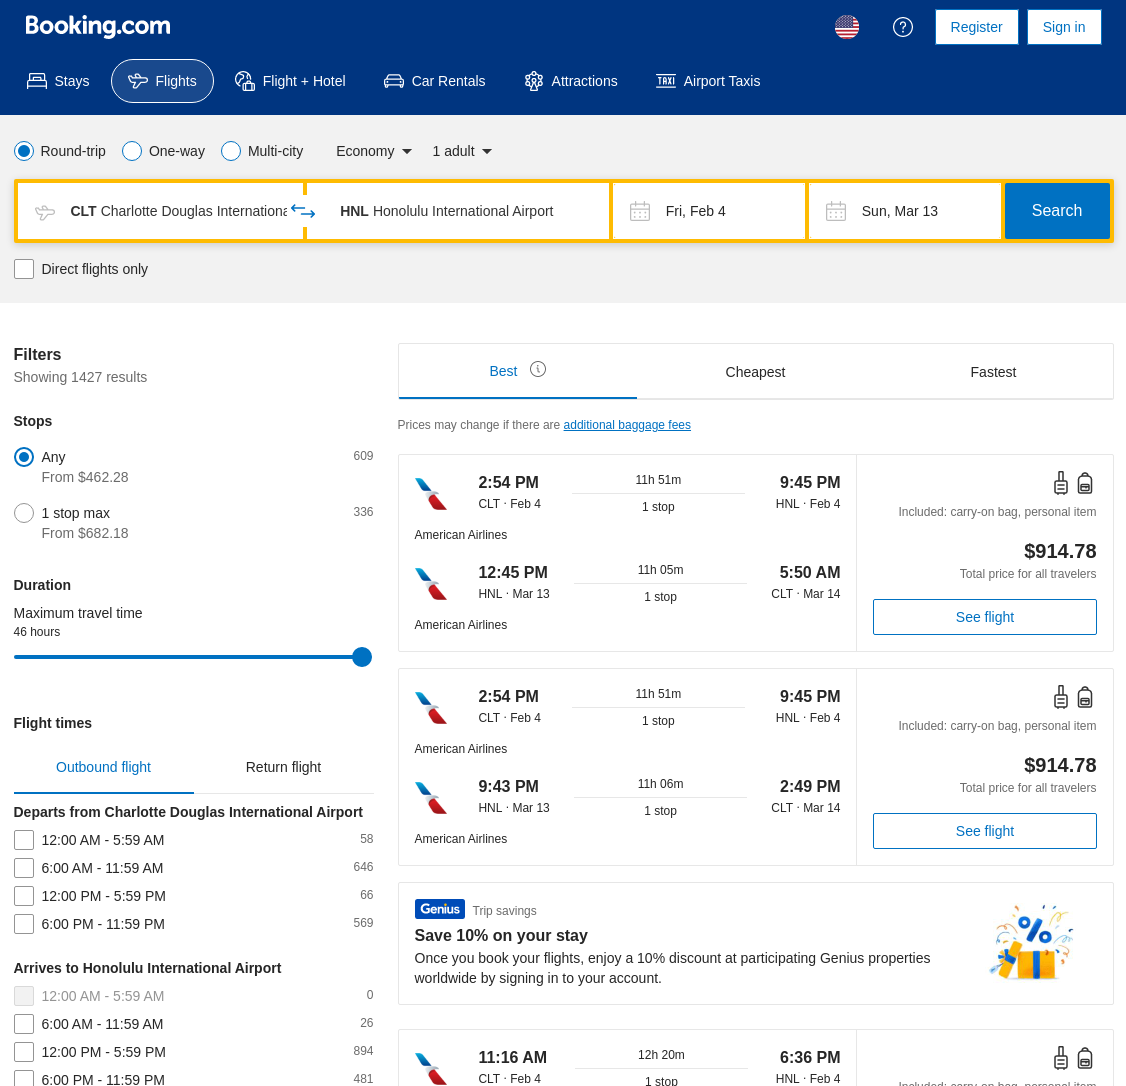 Booking.com
Register
Sign in
Stays
Flights
Flight + Hotel
Car Rentals
Attractions
TAXI Airport Taxis
Round-trip
One-way
Multi-city
Economy
1 adult
CLT Charlotte Douglas Internationa
HNL Honolulu International Airport
Fri, Feb 4
Sun, Mar 13
Search
Direct flights only
Filters
Showing 1427 results
Stops
Any 609
From $462.28
1 stop max 336
From $682.18
Duration
Maximum travel time
46 hours
Flight times
Outbound flight
Return flight
Departs from Charlotte Douglas International Airport
12:00 AM - 5:59 AM 58
6:00 AM - 11:59 AM 646
12:00 PM - 5:59 PM 66
6:00 PM - 11:59 PM 569
Arrives to Honolulu International Airport
12:00 AM - 5:59 AM 0
6:00 AM - 11:59 AM 26
12:00 PM - 5:59 PM 894
6:00 PM - 11:59 PM 481
Best
Cheapest
Fastest
Prices may change if there are additional baggage fees
2:54 PM 11h 51m 9:45 PM
CLT · Feb 4 1 stop HNL · Feb 4
American Airlines
12:45 PM 11h 05m 5:50 AM
HNL · Mar 13 1 stop CLT · Mar 14
American Airlines
Included: carry-on bag, personal item
$914.78
Total price for all travelers
See flight
2:54 PM 11h 51m 9:45 PM
CLT · Feb 4 1 stop HNL · Feb 4
American Airlines
9:43 PM 11h 06m 2:49 PM
HNL · Mar 13 1 stop CLT · Mar 14
American Airlines
Included: carry-on bag, personal item
$914.78
Total price for all travelers
See flight
Genius Trip savings
Save 10% on your stay
Once you book your flights, enjoy a 10% discount at participating Genius properties
worldwide by signing in to your account.
%
11:16 AM 12h 20m 6:36 PM
CLT · Feb 4 1 stop HNL · Feb 4
Included: carry-on bag, personal item